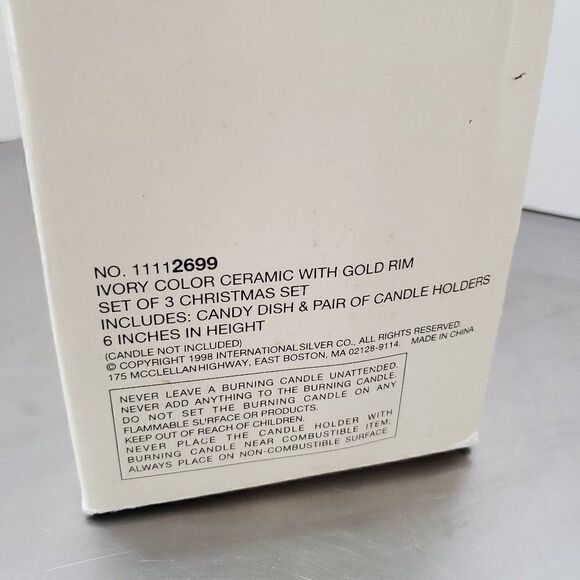 NO. 11112699
IVORY COLOR CERAMIC WITH GOLD RIM
SET OF 3 CHRISTMAS SET
INCLUDES: CANDY DISH & PAIR OF CANDLE HOLDERS
6 INCHES IN HEIGHT
(CANDLE NOT INCLUDED)
© COPYRIGHT 1998 INTERNATIONAL SILVER CO., ALL RIGHTS RESERVED.
175 MCCLELLANHIGHWAY, EAST BOSTON, MA 02128-9114. MADE IN CHINA
NEVER LEAVE A BURNING CANDLE UNATTENDED.
NEVER ADD ANYTHING TO THE BURNING CANDLE.
DO NOT SET THE BURNING CANDLE ON ANY
FLAMMABLE SURFACE OR PRODUCTS.
KEEP OUT OF REACH OF CHILDREN.
NEVER PLACE THE CANDLE HOLDER WITH
BURNING CANDLE NEAR COMBUSTIBLE ITEM;
ALWAYS PLACE ON NON-COMBUSTIBLE SURFACE.